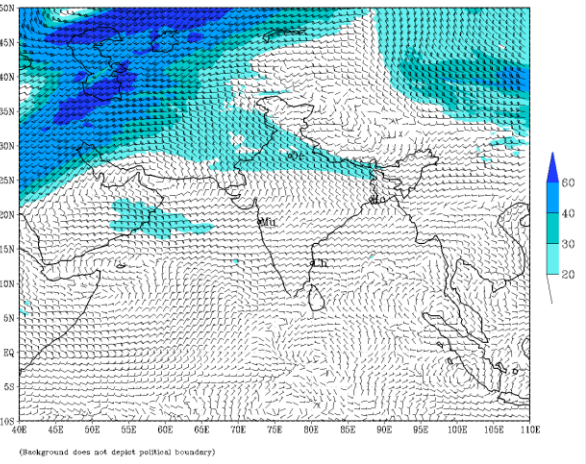 50N
45N
40N
35N
30N
25N
20N
15N
10N
5N
EQ
5S
10S
40E 45E 50E 55E 60E 65E 70E 75E 80E 85E 90E 95E 100E 105E 110E
60
40
30
20
Mu
Ch
(Background does not depict political boundary)